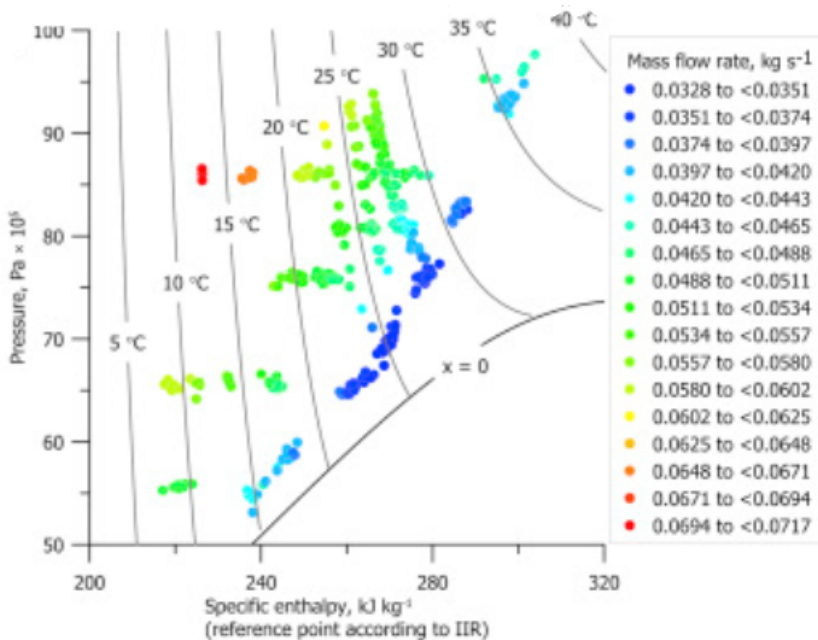 100
90
80
70
60
50
Pressure, Pa × 10⁵
200
240
280
320
Specific enthalpy, kJ kg⁻¹
(reference point according to IIR)
5 °C
10 °C
15 °C
20 °C
25 °C
30 °C
35 °C
40 °C
x = 0
Mass flow rate, kg s⁻¹
0.0328 to <0.0351
0.0351 to <0.0374
0.0374 to <0.0397
0.0397 to <0.0420
0.0420 to <0.0443
0.0443 to <0.0465
0.0465 to <0.0488
0.0488 to <0.0511
0.0511 to <0.0534
0.0534 to <0.0557
0.0557 to <0.0580
0.0580 to <0.0602
0.0602 to <0.0625
0.0625 to <0.0648
0.0648 to <0.0671
0.0671 to <0.0694
0.0694 to <0.0717